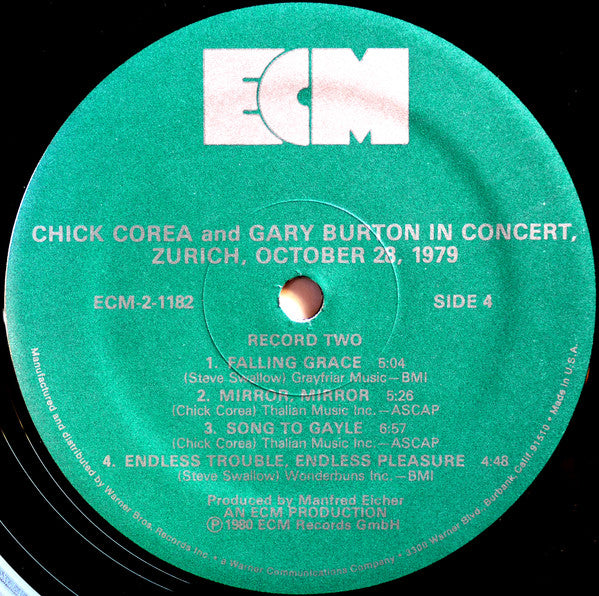 ECM
CHICK COREA and GARY BURTON IN CONCERT,
ZURICH, OCTOBER 28, 1979
ECM-2-1182
SIDE 4
RECORD TWO
1. FALLING GRACE 5:04
(Steve Swallow) Grayfriar Music—BMI
2. MIRROR, MIRROR 5:26
(Chick Corea) Thalian Music Inc.—ASCAP
3. SONG TO GAYLE 6:57
(Chick Corea) Thalian Music Inc.—ASCAP
4. ENDLESS TROUBLE, ENDLESS PLEASURE 4:48
(Steve Swallow) Wonderbuns Inc.—BMI
Produced by Manfred Eicher
AN ECM PRODUCTION
Ⓟ1980 ECM Records GmbH
Manufactured and distributed by Warner Bros. Records Inc. • a Warner Communications Company • 3300 Warner Blvd., Burbank, Calif. 91510 • Made in U.S.A.